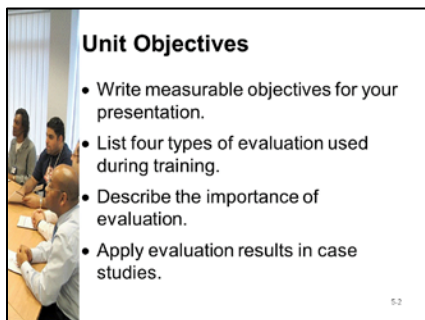 Unit Objectives
• Write measurable objectives for your
presentation.
• List four types of evaluation used
during training.
• Describe the importance of
evaluation.
• Apply evaluation results in case
studies.
5-2